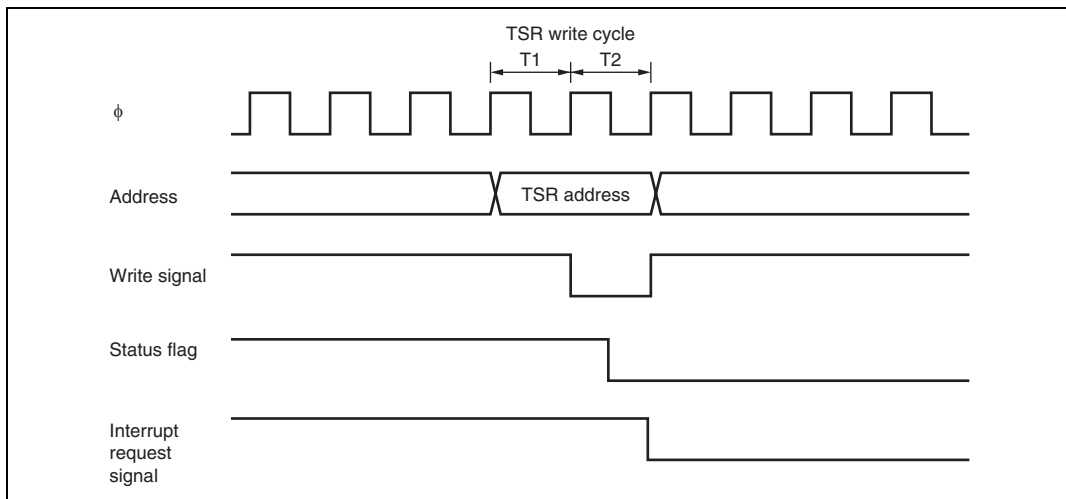 TSR write cycle
T1 T2
ϕ
Address
TSR address
Write signal
Status flag
Interrupt
request
signal